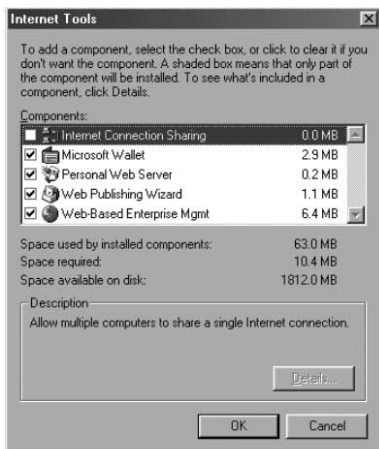 Internet Tools
To add a component, select the check box, or click to clear it if you
don't want the component. A shaded box means that only part of
the component will be installed. To see what's included in a
component, click Details.
Components:
Internet Connection Sharing 0.0 MB
Microsoft Wallet 2.9 MB
Personal Web Server 0.2 MB
Web Publishing Wizard 1.1 MB
Web-Based Enterprise Mgmt 6.4 MB
Space used by installed components: 63.0 MB
Space required: 10.4 MB
Space available on disk: 1812.0 MB
Description
Allow multiple computers to share a single Internet connection.
Details...
OK Cancel